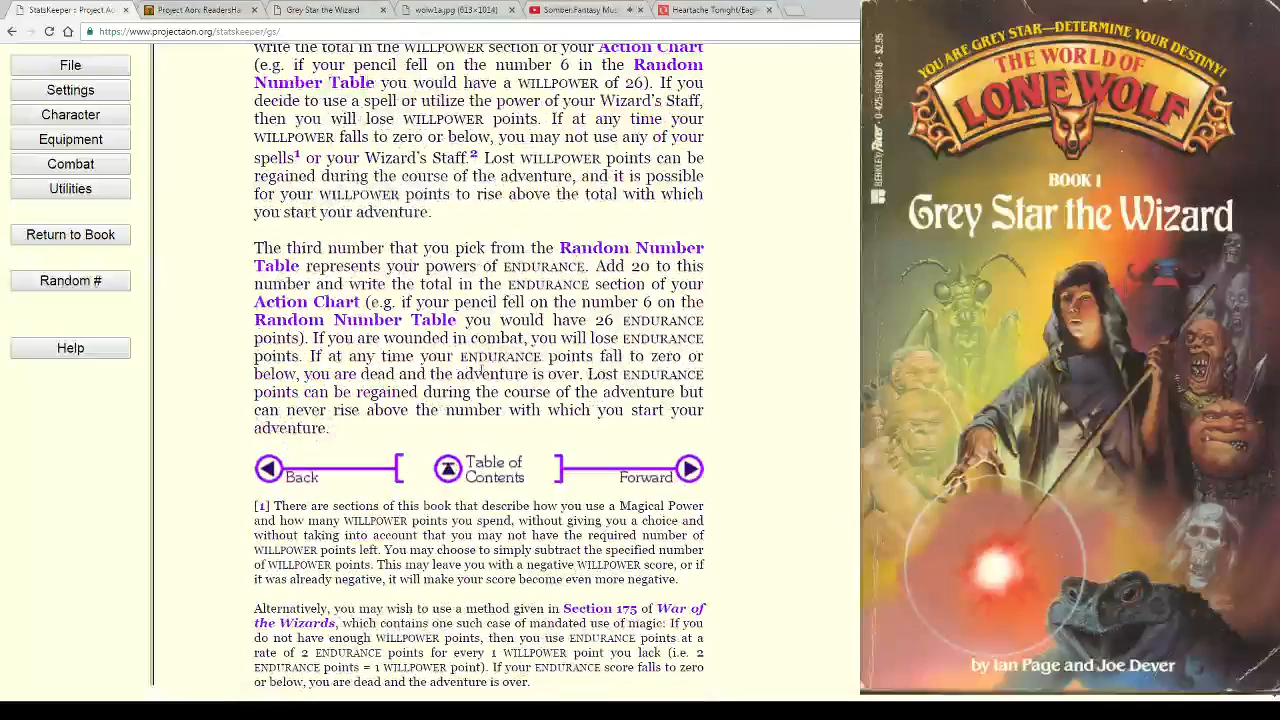 StatsKeeper :: Project Ao
Project Aon: ReadersHa
Grey Star the Wizard
wolw1a.jpg (613×1014)
Somber Fantasy Mus
Heartache Tonight/Eagl
https://www.projectaon.org/statskeeper/gs/
File
Settings
Character
Equipment
Combat
Utilities
Return to Book
Random #
Help
write the total in the WILLPOWER section of your Action Chart
(e.g. if your pencil fell on the number 6 in the Random
Number Table you would have a WILLPOWER of 26). If you
decide to use a spell or utilize the power of your Wizard's Staff,
then you will lose WILLPOWER points. If at any time your
WILLPOWER falls to zero or below, you may not use any of your
spells1 or your Wizard's Staff.2 Lost WILLPOWER points can be
regained during the course of the adventure, and it is possible
for your WILLPOWER points to rise above the total with which
you start your adventure.
The third number that you pick from the Random Number
Table represents your powers of ENDURANCE. Add 20 to this
number and write the total in the ENDURANCE section of your
Action Chart (e.g. if your pencil fell on the number 6 on the
Random Number Table you would have 26 ENDURANCE
points). If you are wounded in combat, you will lose ENDURANCE
points. If at any time your ENDURANCE points fall to zero or
below, you are dead and the adventure is over. Lost ENDURANCE
points can be regained during the course of the adventure but
can never rise above the number with which you start your
adventure.
Back
Table of
Contents
Forward
[1] There are sections of this book that describe how you use a Magical Power
and how many WILLPOWER points you spend, without giving you a choice and
without taking into account that you may not have the required number of
WILLPOWER points left. You may choose to simply subtract the specified number
of WILLPOWER points. This may leave you with a negative WILLPOWER score, or if
it was already negative, it will make your score become even more negative.
Alternatively, you may wish to use a method given in Section 175 of War of
the Wizards, which contains one such case of mandated use of magic: If you
do not have enough WILLPOWER points, then you use ENDURANCE points at a
rate of 2 ENDURANCE points for every 1 WILLPOWER point you lack (i.e. 2
ENDURANCE points = 1 WILLPOWER point). If your ENDURANCE score falls to zero
or below, you are dead and the adventure is over.
YOU ARE GREY STAR—DETERMINE YOUR DESTINY!
THE WORLD OF
LONE WOLF
BOOK 1
Grey Star the Wizard
by Ian Page and Joe Dever
BERKLEY/Pacer • 0-425-09590-8 • $2.95